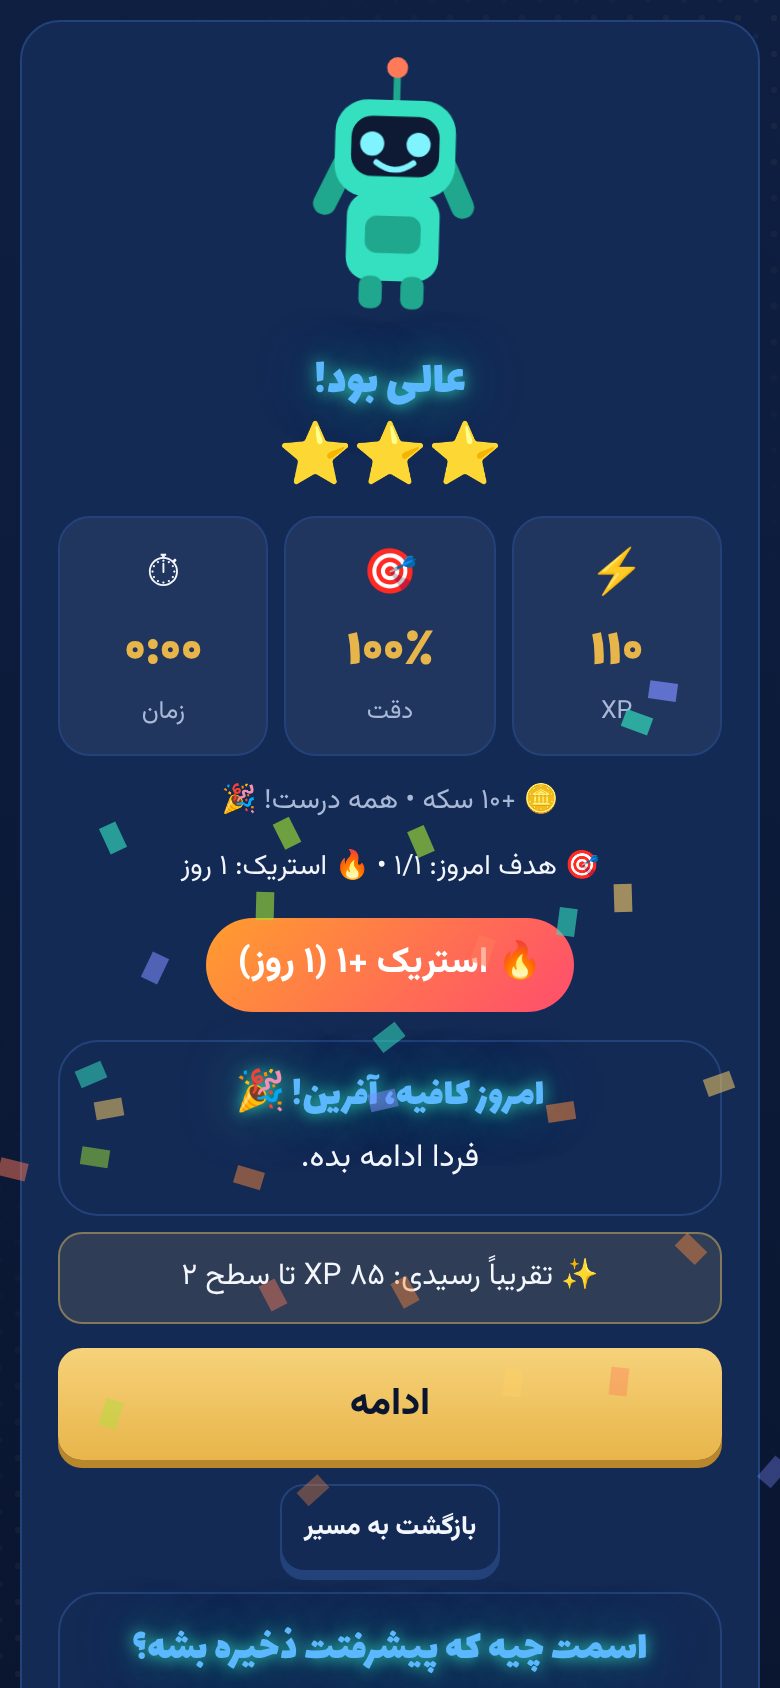 عالی بود!
۱۱۰
XP
۱۰۰٪
دقت
۰:۰۰
زمان
+۱۰ سکه • همه درست!
هدف امروز: ۱/۱ • استریک: ۱ روز
استریک +۱ (۱ روز)
امروز کافیه، آفرین!
فردا ادامه بده.
تقریباً رسیدی: ۸۵ XP تا سطح ۲
ادامه
بازگشت به مسیر
اسمت چیه که پیشرفتت ذخیره بشه؟